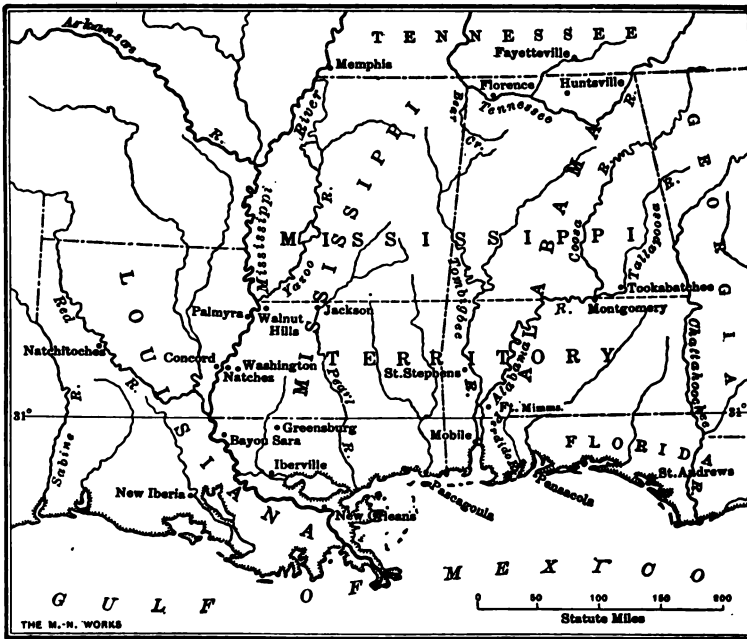 TENNESSEE
Arkansas R.
Fayetteville
Memphis
Florence
Huntsville
Tennessee R.
Bear Cr.
Mississippi River
MISSISSIPPI
ALABAMA
GEORGIA
Yazoo R.
MISSISSIPPI
Coosa R.
Tallapoosa R.
Tombigbee R.
Tookabatchee
Palmyra
Walnut Hills
Jackson
Montgomery
LOUISIANA
Red R.
Natchitoches
Concord
Washington
Natchez
TERRITORY
St. Stephens
Alabama R.
Chattahoochee R.
Pearl R.
31°
Ft. Mimms.
31°
Greensburg
Bayou Sara
Mobile
Perdido
FLORIDA
Sabine R.
Iberville
St. Andrews
New Iberia
Pascagoula
Pensacola
New Orleans
GULF OF MEXICO
0 50 100 150 200
Statute Miles
THE M.-N. WORKS